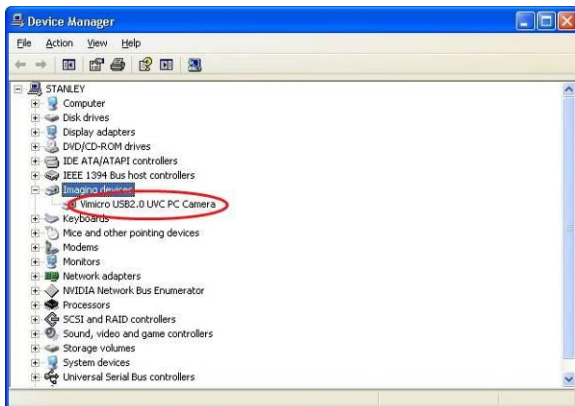 Device Manager
File Action View Help
STANLEY
Computer
Disk drives
Display adapters
DVD/CD-ROM drives
IDE ATA/ATAPI controllers
IEEE 1394 Bus host controllers
Imaging devices
Vimicro USB2.0 UVC PC Camera
Keyboards
Mice and other pointing devices
Modems
Monitors
Network adapters
NVIDIA Network Bus Enumerator
Processors
SCSI and RAID controllers
Sound, video and game controllers
Storage volumes
System devices
Universal Serial Bus controllers